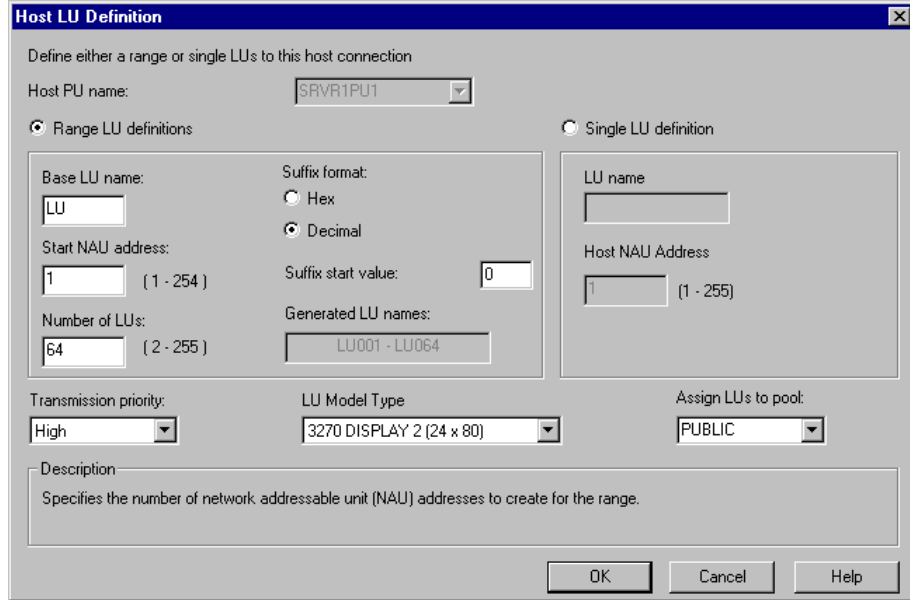 Host LU Definition
Define either a range or single LUs to this host connection
Host PU name:
SRVR1PU1
Range LU definitions
Single LU definition
Base LU name:
LU
Suffix format:
Hex
Decimal
Start NAU address:
1
( 1 - 254 )
Suffix start value:
0
Number of LUs:
64
( 2 - 255 )
Generated LU names:
LU001 - LU064
LU name
Host NAU Address
1
(1 - 255)
Transmission priority:
High
LU Model Type
3270 DISPLAY 2 (24 x 80)
Assign LUs to pool:
PUBLIC
Description
Specifies the number of network addressable unit (NAU) addresses to create for the range.
OK
Cancel
Help